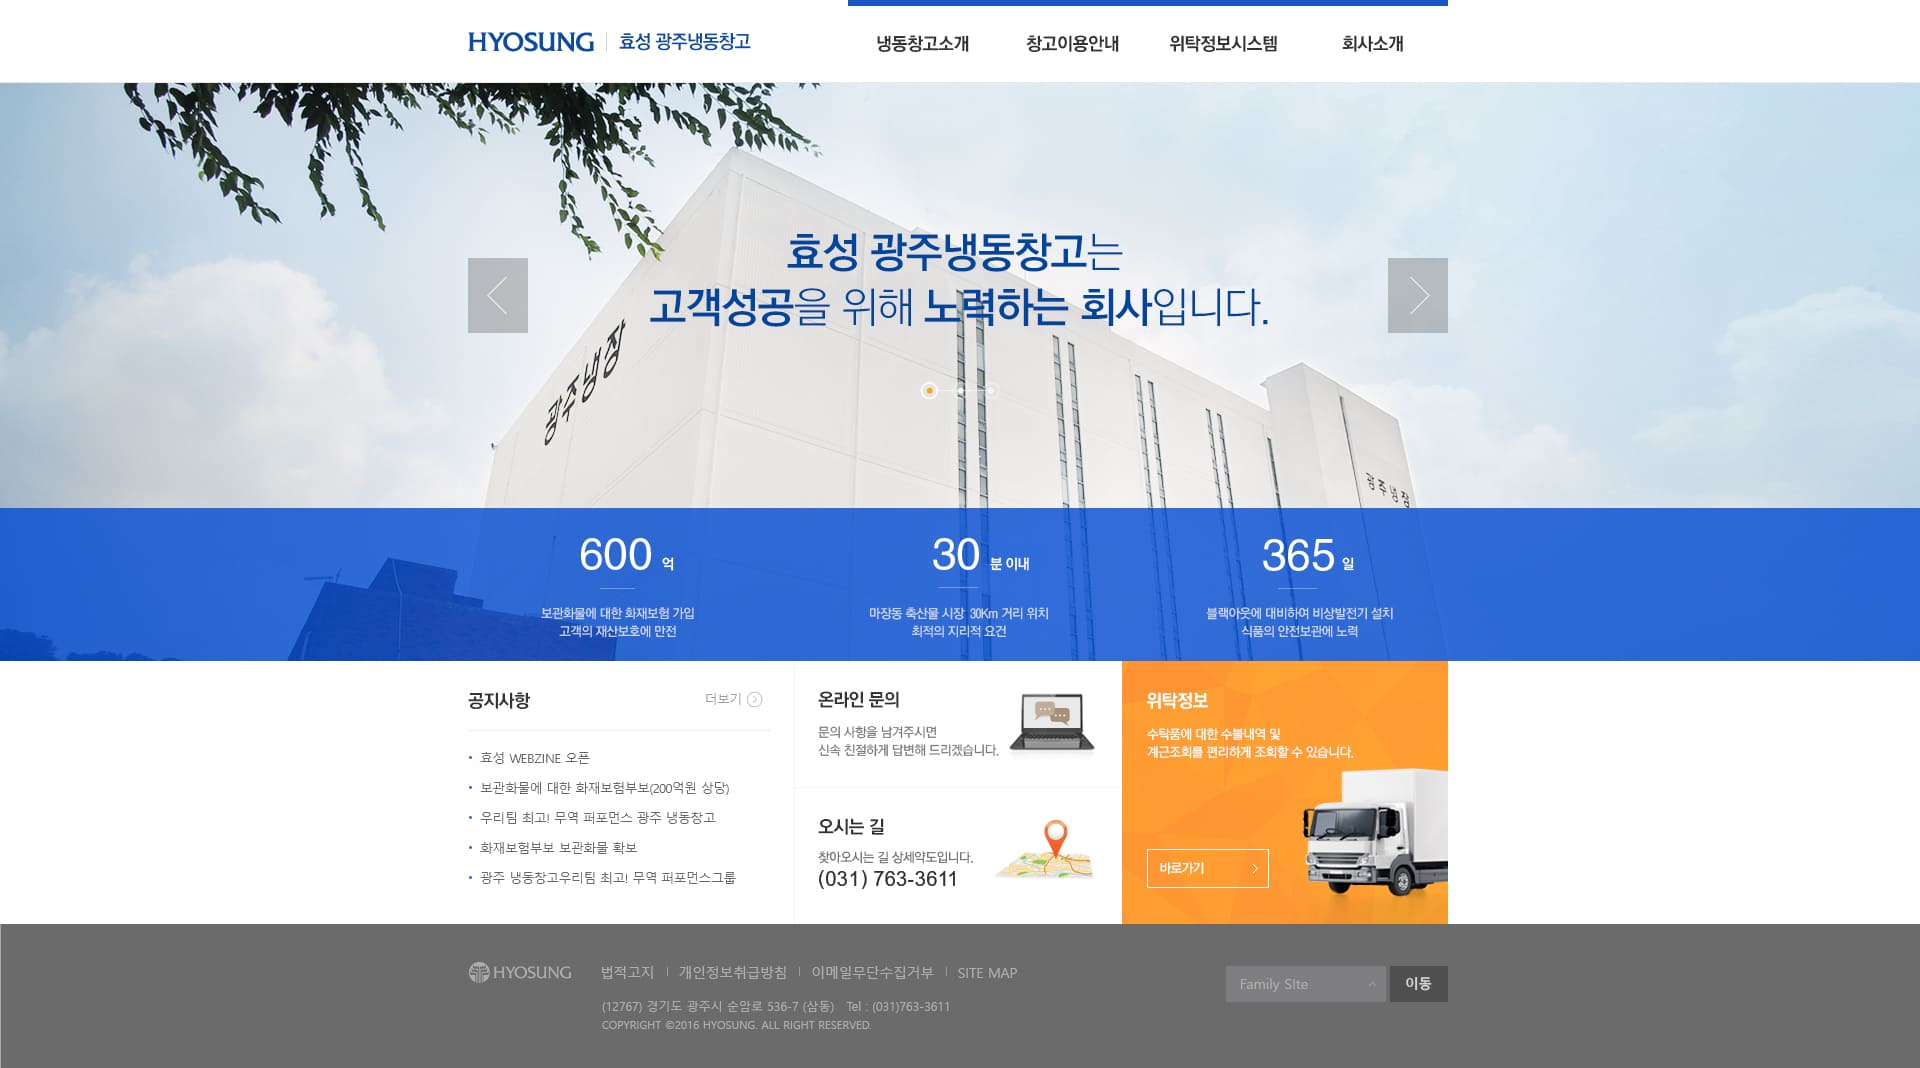 HYOSUNG 효성 광주냉동창고
냉동창고소개 창고이용안내 위탁정보시스템 회사소개
효성 광주냉동창고는
고객성공을 위해 노력하는 회사입니다.
광주냉장
광주냉장
600 억
보관화물에 대한 화재보험 가입
고객의 재산보호에 만전
30 분 이내
마장동 축산물 시장 30Km 거리 위치
최적의 지리적 요건
365 일
블랙아웃에 대비하여 비상발전기 설치
식품의 안전보관에 노력
공지사항 더보기
효성 WEBZINE 오픈
보관화물에 대한 화재보험부보(200억원 상당)
우리팀 최고! 무역 퍼포먼스 광주 냉동창고
화재보험부보 보관화물 확보
광주 냉동창고우리팀 최고! 무역 퍼포먼스그룹
온라인 문의
문의 사항을 남겨주시면
신속 친절하게 답변해 드리겠습니다.
오시는 길
찾아오시는 길 상세약도입니다.
(031) 763-3611
위탁정보
수탁품에 대한 수불내역 및
계근조회를 편리하게 조회할 수 있습니다.
바로가기
HYOSUNG 법적고지 개인정보취급방침 이메일무단수집거부 SITE MAP
(12767) 경기도 광주시 순암로 536-7 (삼동) Tel : (031)763-3611
COPYRIGHT ©2016 HYOSUNG. ALL RIGHT RESERVED.
Family SIte 이동